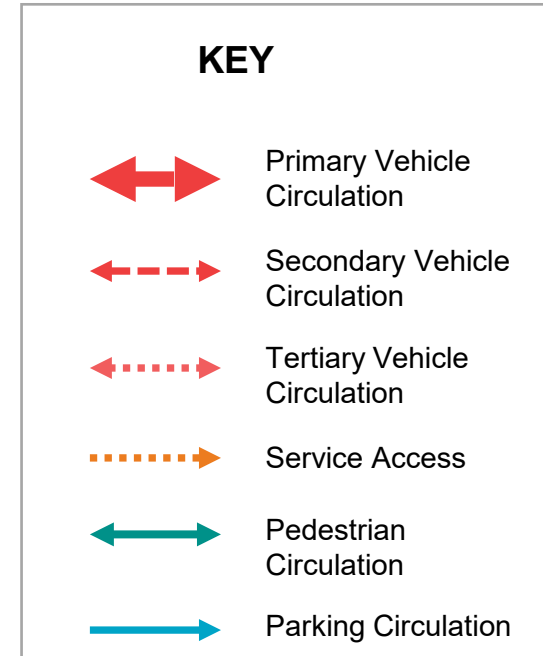 KEY
Primary Vehicle
Circulation
Secondary Vehicle
Circulation
Tertiary Vehicle
Circulation
Service Access
Pedestrian
Circulation
Parking Circulation